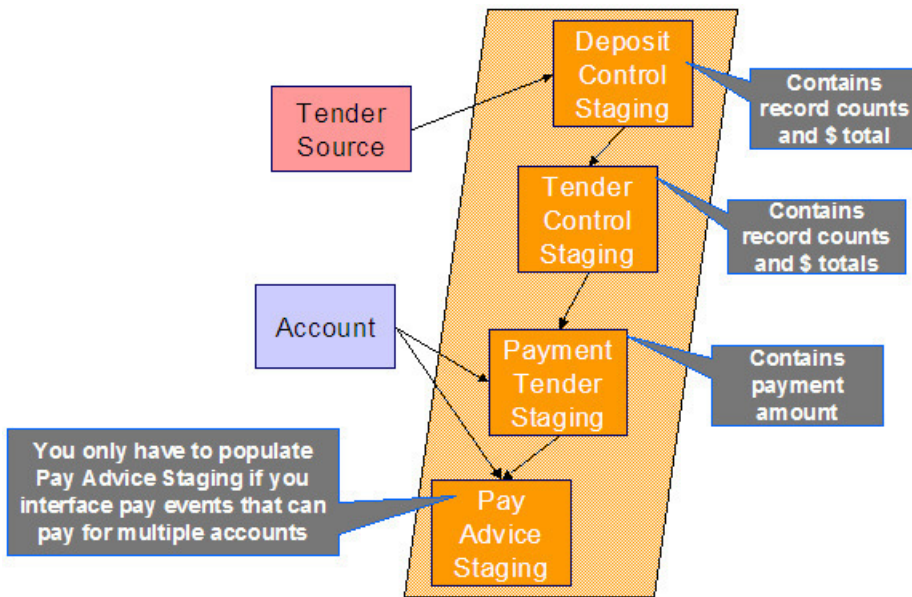 Deposit
Control
Staging
Contains
record counts
and $ total
Tender
Source
Tender
Control
Staging
Contains
record counts
and $ totals
Account
Payment
Tender
Staging
Contains
payment
amount
You only have to populate
Pay Advice Staging if you
interface pay events that can
pay for multiple accounts
Pay
Advice
Staging